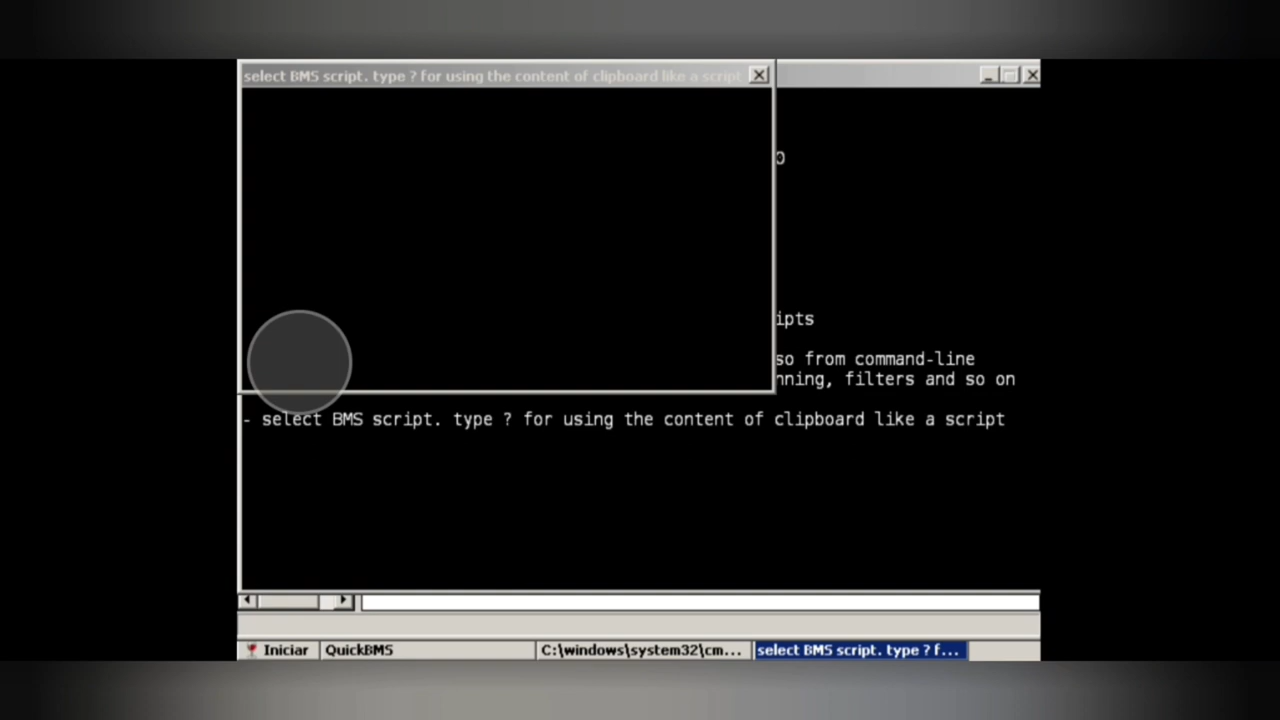 select BMS script. type ? for using the content of clipboard like a script
ipts
so from command-line
nning, filters and so on
- select BMS script. type ? for using the content of clipboard like a script
Iniciar
QuickBMS
C:\windows\system32\cm...
select BMS script. type ? f...